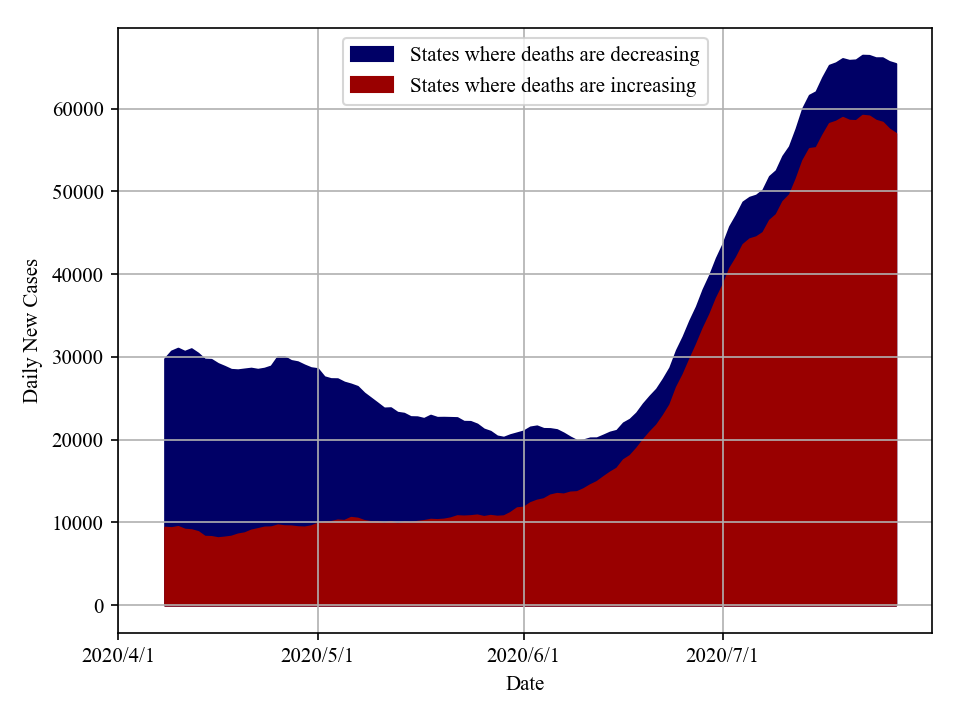 States where deaths are decreasing
States where deaths are increasing
60000
50000
40000
30000
20000
10000
0
Daily New Cases
2020/4/1 2020/5/1 2020/6/1 2020/7/1
Date